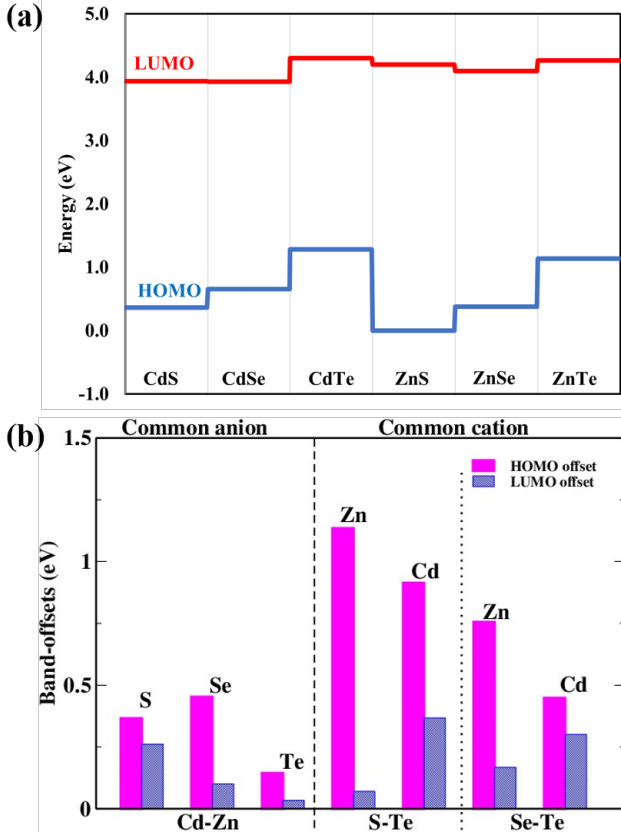 (a)
5.0
4.0
3.0
2.0
1.0
0.0
-1.0
Energy (eV)
LUMO
HOMO
CdS CdSe CdTe ZnS ZnSe ZnTe
(b)
Common anion Common cation
1.5
1
0.5
0
Band-offsets (eV)
HOMO offset
LUMO offset
Zn
Cd
Zn
Cd
S
Se
Te
Cd-Zn S-Te Se-Te